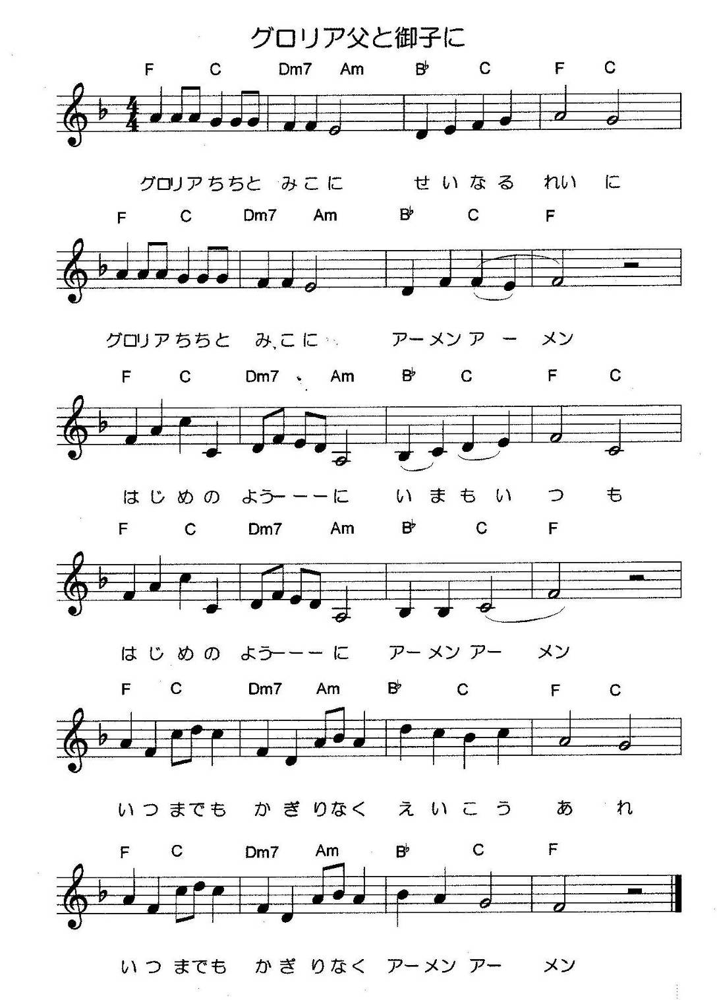 グロリア父と御子に
F C Dm7 Am B♭ C F C
4
4
グロリアちちと みこに せいなる れい に
F C Dm7 Am B♭ C F
グロリアちちと みこに アーメンア ー メン
F C Dm7 Am B♭ C F C
はじめの よう−−−に いまもい つ も
F C Dm7 Am B♭ C F
はじめの よう−−−に アーメン アー メン
F C Dm7 Am B♭ C F C
いつまでも かぎりなく えいこう あ れ
F C Dm7 Am B♭ C F
いつまでも かぎりなく アーメン アー メン